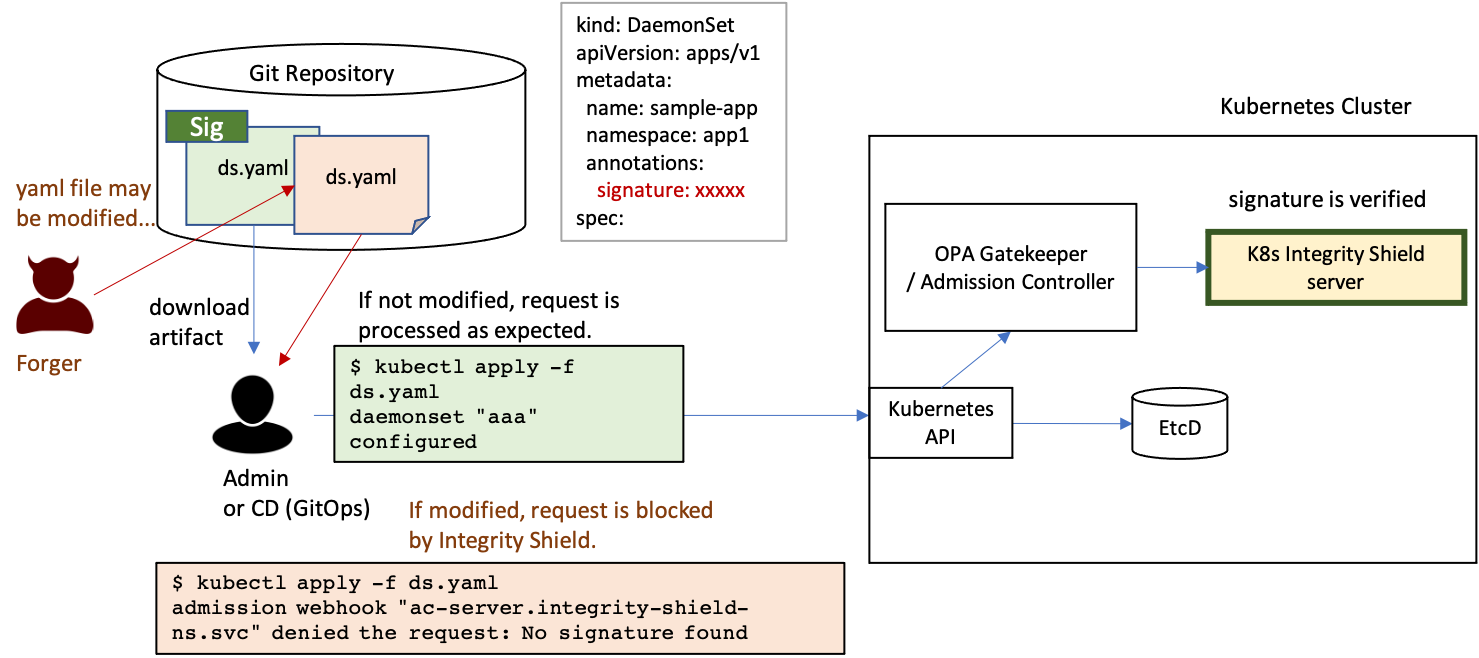 Git Repository
Sig
ds.yaml
ds.yaml
yaml file may
be modified...
Forger
download
artifact
kind: DaemonSet
apiVersion: apps/v1
metadata:
name: sample-app
namespace: app1
annotations:
signature: xxxxx
spec:
If not modified, request is
processed as expected.
$ kubectl apply –f
ds.yaml
daemonset "aaa"
configured
Admin
or CD (GitOps)
If modified, request is blocked
by Integrity Shield.
$ kubectl apply –f ds.yaml
admission webhook "ac-server.integrity-shield-
ns.svc" denied the request: No signature found
Kubernetes Cluster
signature is verified
OPA Gatekeeper
/ Admission Controller
K8s Integrity Shield
server
Kubernetes
API
EtcD